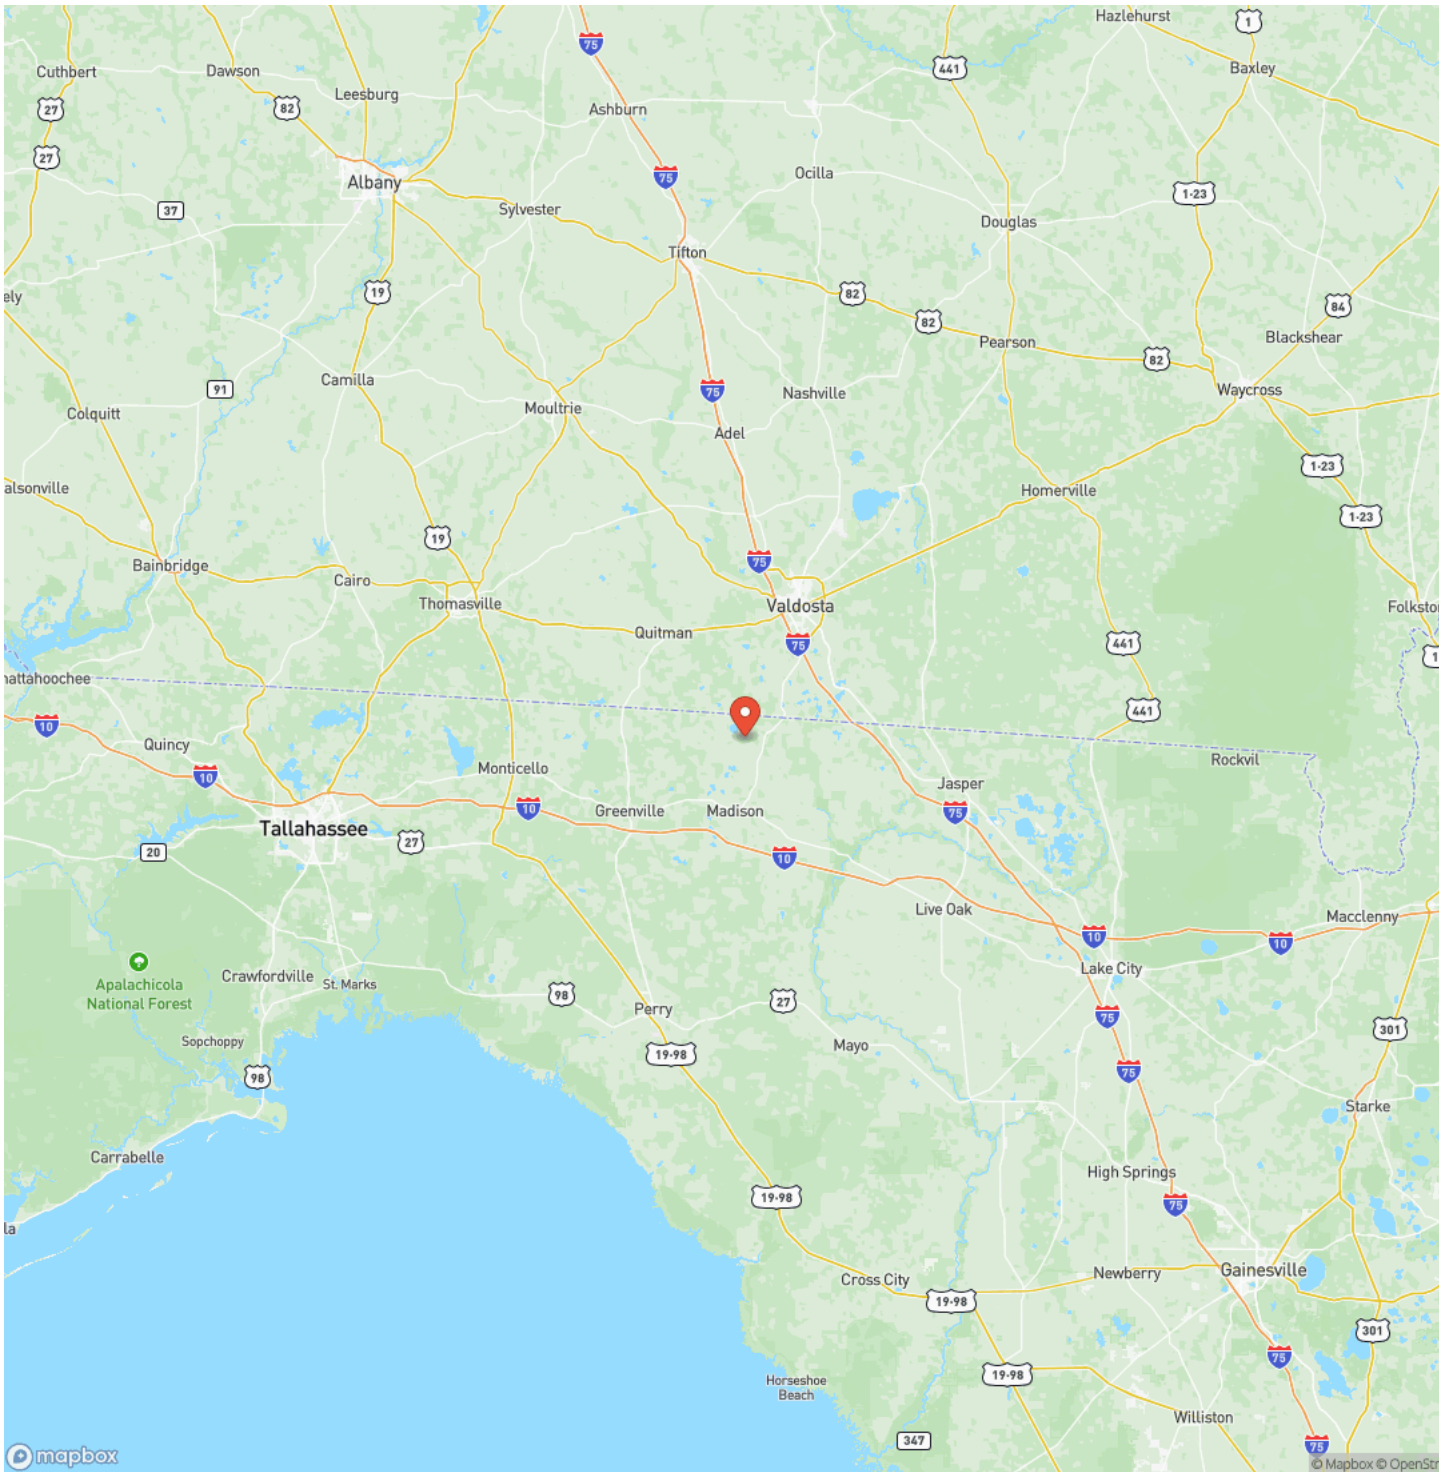 Hazlehurst
1
75
441
Cuthbert
Dawson
Baxley
Leesburg
27
82
Ashburn
27
75
Ocilla
Albany
1-23
37
Sylvester
Douglas
Tifton
19
82
ely
84
82
Blackshear
Pearson
82
Camilla
91
75
Nashville
Waycross
Colquitt
Moultrie
Adel
1-23
alsonville
Homerville
1-23
19
75
Bainbridge
Cairo
Thomasville
Valdosta
Folksto
Quitman
75
441
1
hattahoochee
441
10
Quincy
Rockvil
10
Monticello
Jasper
10
Greenville
Madison
75
Tallahassee
27
20
10
Live Oak
Macclenny
10
10
Apalachicola
National Forest
Crawfordville
St. Marks
Lake City
98
27
Perry
75
301
Sopchoppy
19-98
Mayo
98
75
Starke
Carrabelle
High Springs
19-98
75
la
Cross City
Newberry
Gainesville
19-98
301
75
Horseshoe
Beach
19-98
Williston
347
75
mapbox
© Mapbox © OpenStr